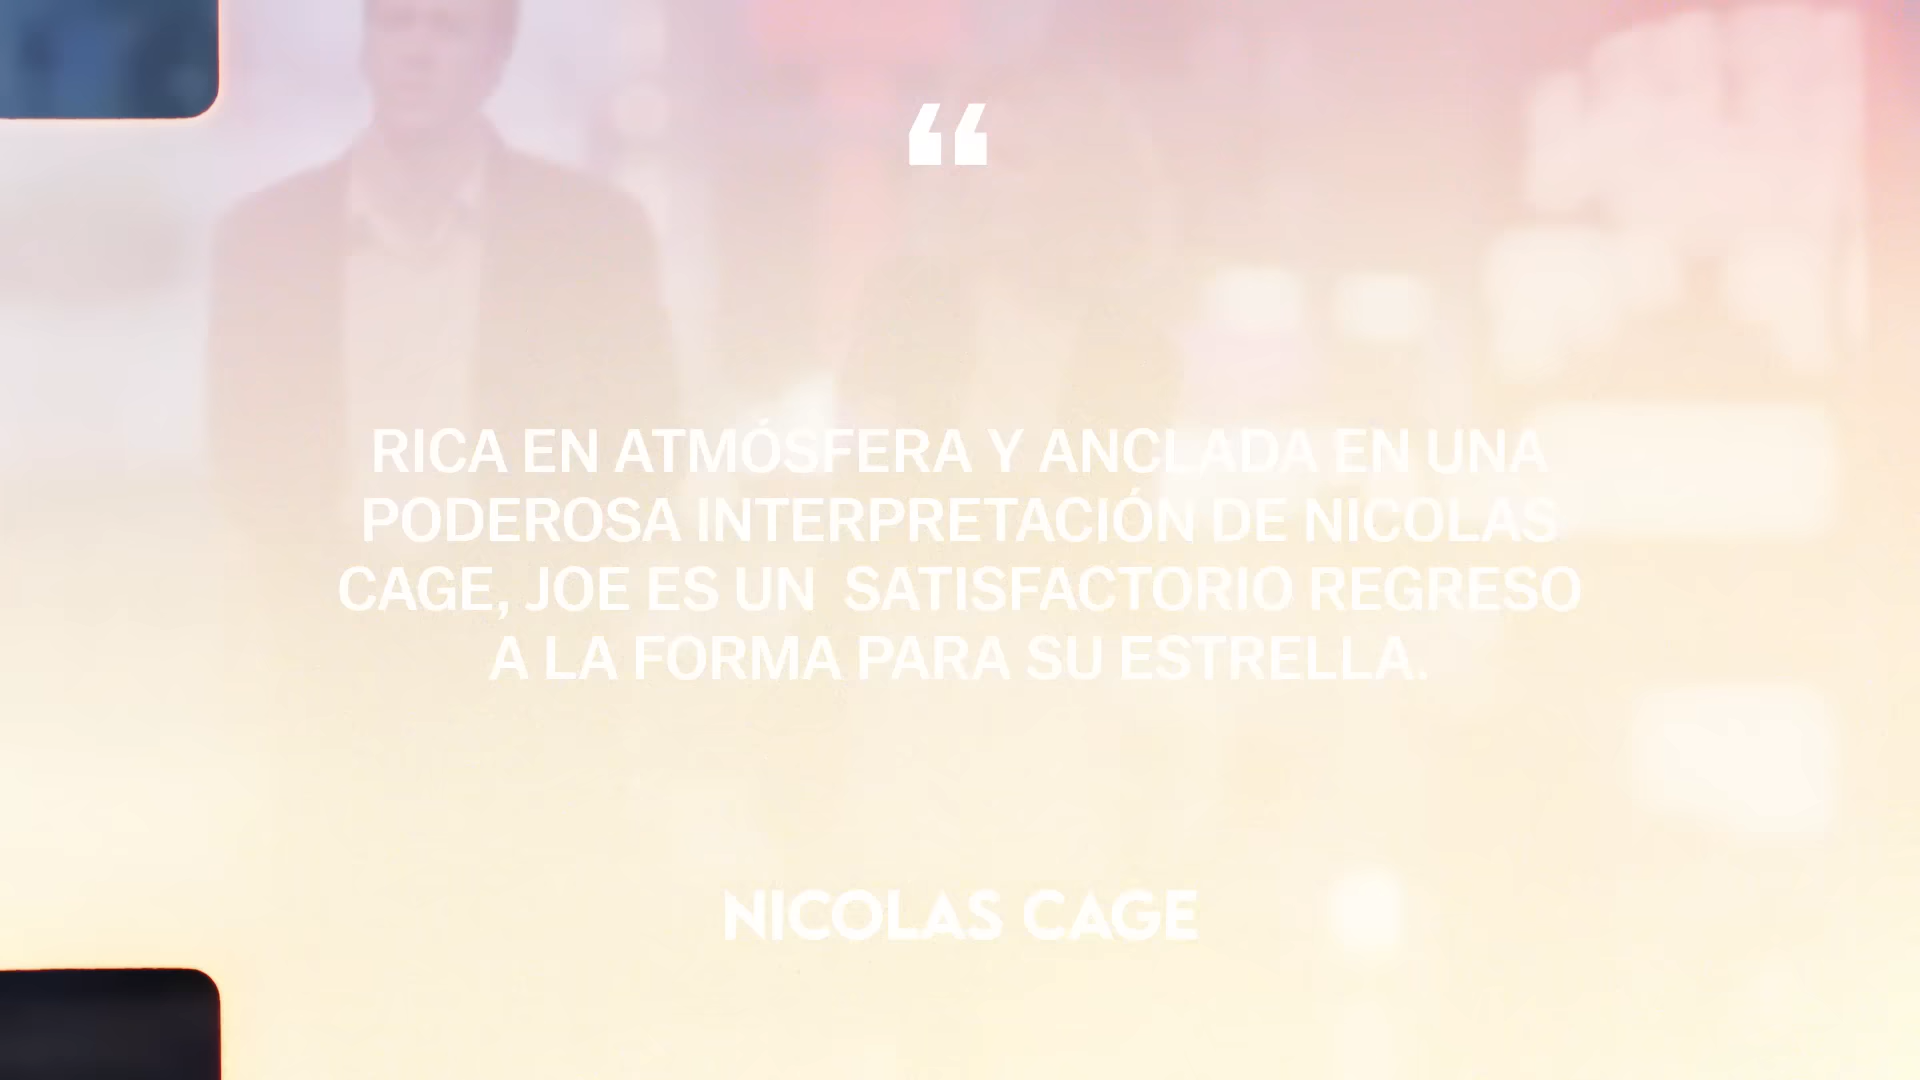 “
RICA EN ATMÓSFERA Y ANCLADA EN UNA
PODEROSA INTERPRETACIÓN DE NICOLAS
CAGE, JOE ES UN  SATISFACTORIO REGRESO
A LA FORMA PARA SU ESTRELLA.
NICOLAS CAGE